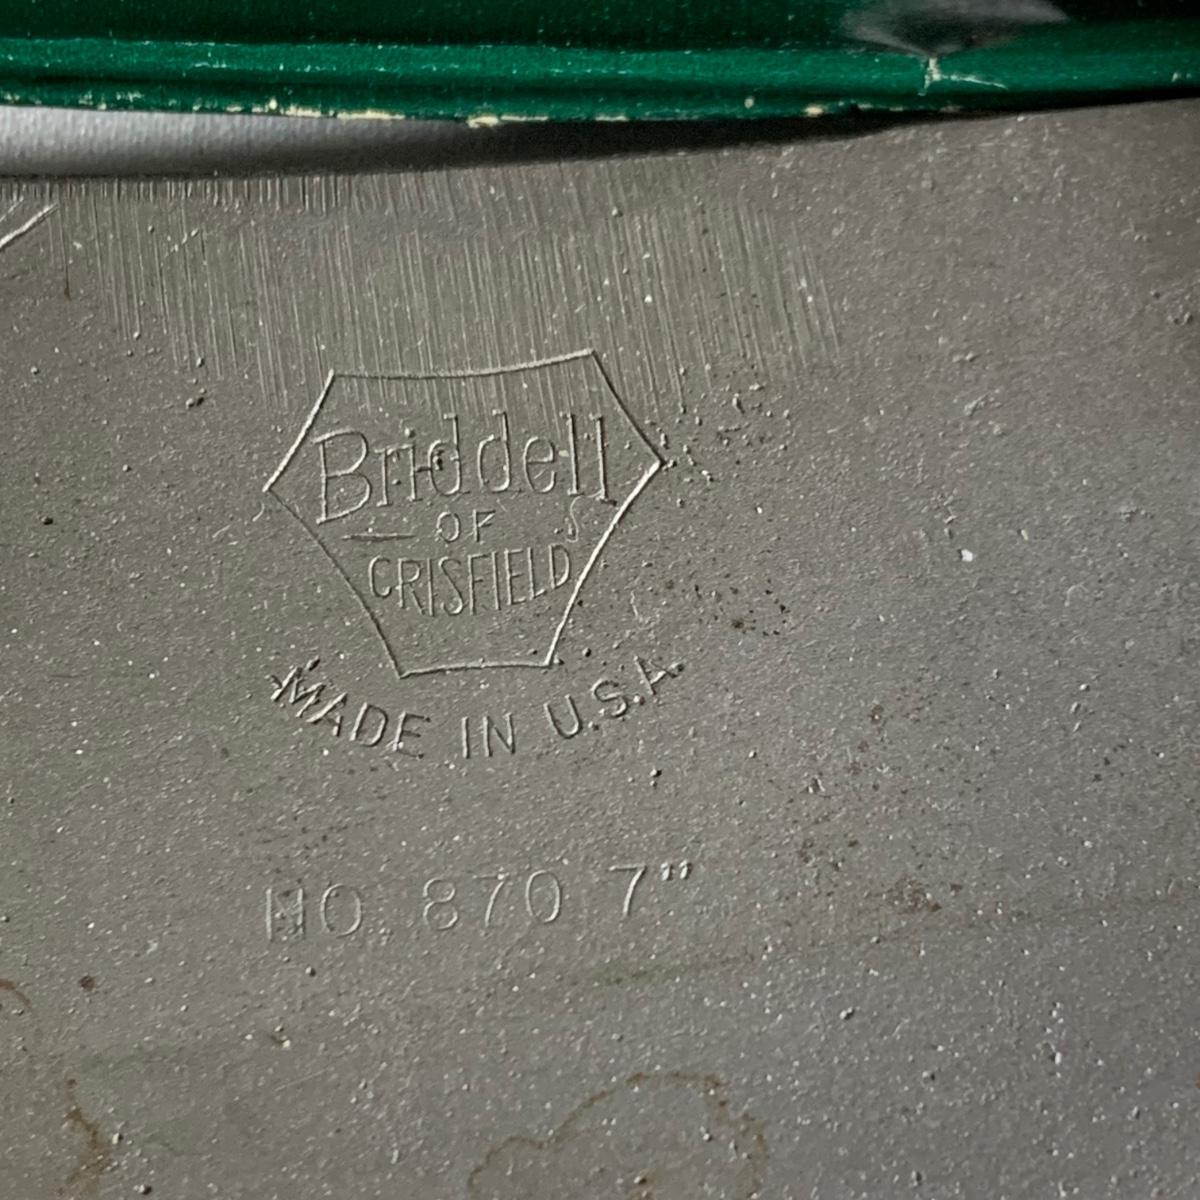 Briddell
OF
CRISFIELD
MADE IN U.S.A.
NO. 870 7"